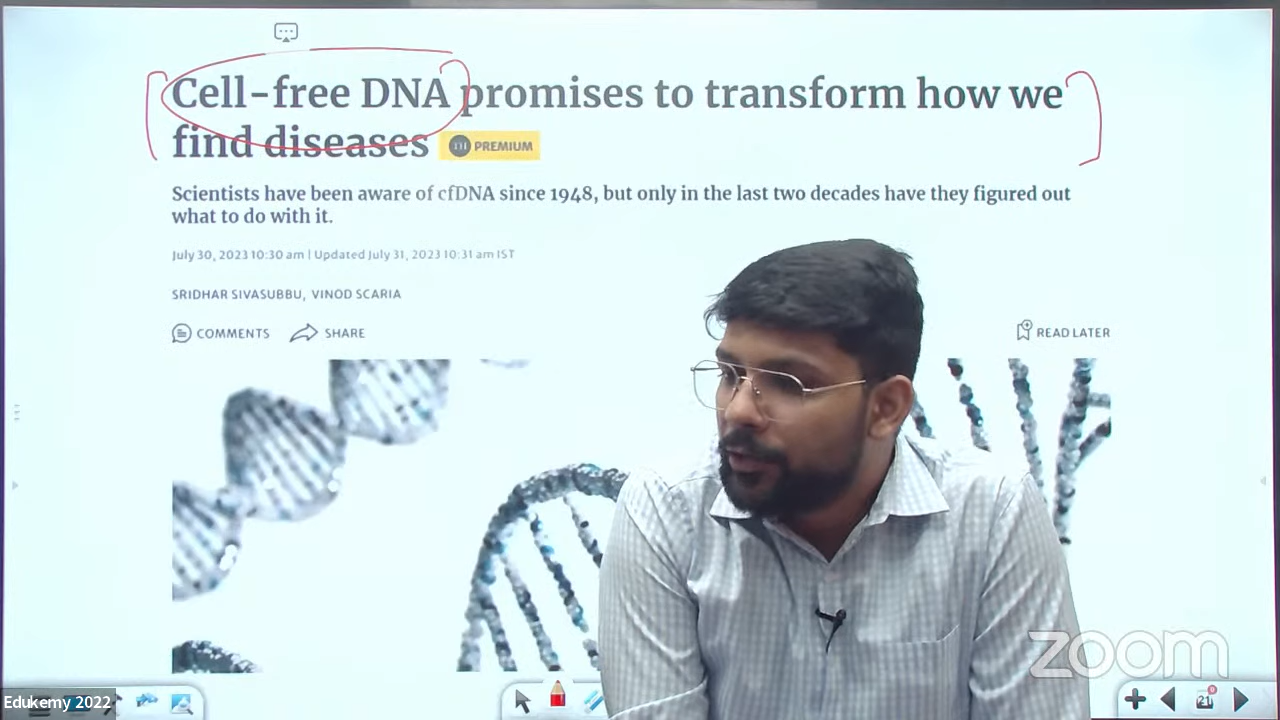 Cell-free DNA promises to transform how we
find diseases PREMIUM
Scientists have been aware of cfDNA since 1948, but only in the last two decades have they figured out
what to do with it.
July 30, 2023 10:30 am | Updated July 31, 2023 10:31 am IST
SRIDHAR SIVASUBBU, VINOD SCARIA
COMMENTS SHARE
READ LATER
zoom
Edukemy 2022
21